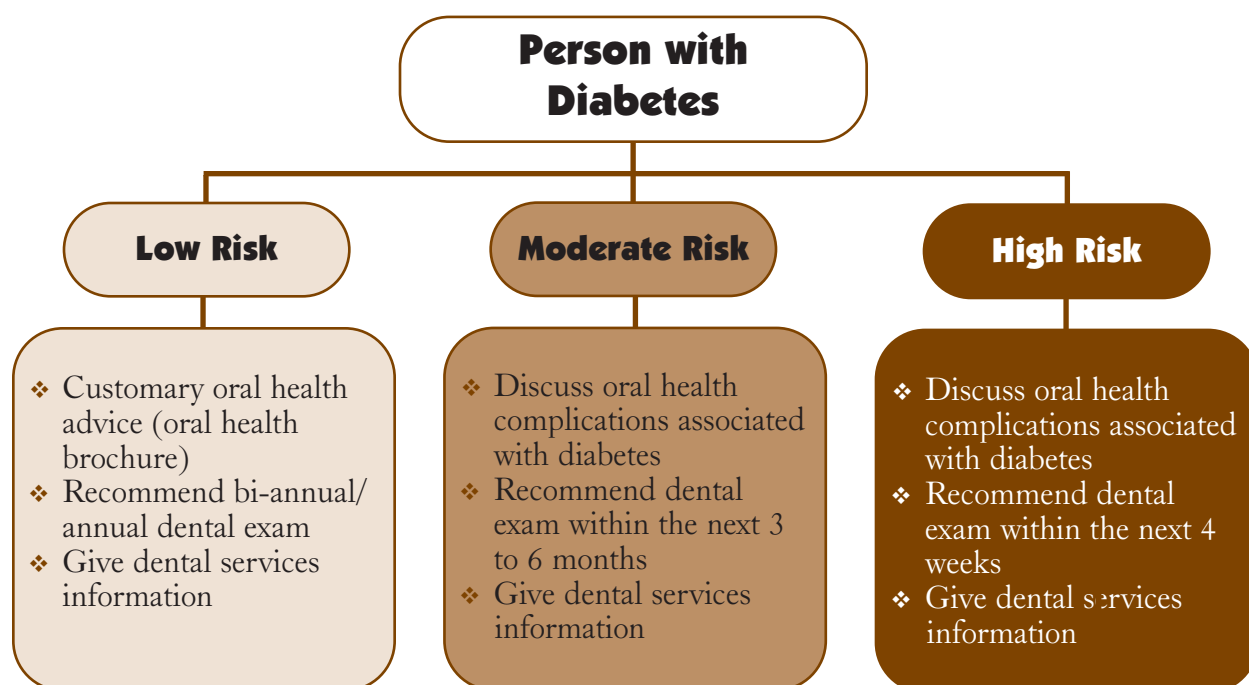 Person with
Diabetes
Low Risk
Moderate Risk
High Risk
❖ Customary oral health
advice (oral health
brochure)
❖ Recommend bi-annual/
annual dental exam
❖ Give dental services
information
❖ Discuss oral health
complications associated
with diabetes
❖ Recommend dental
exam within the next 3
to 6 months
❖ Give dental services
information
❖ Discuss oral health
complications associated
with diabetes
❖ Recommend dental
exam within the next 4
weeks
❖ Give dental services
information